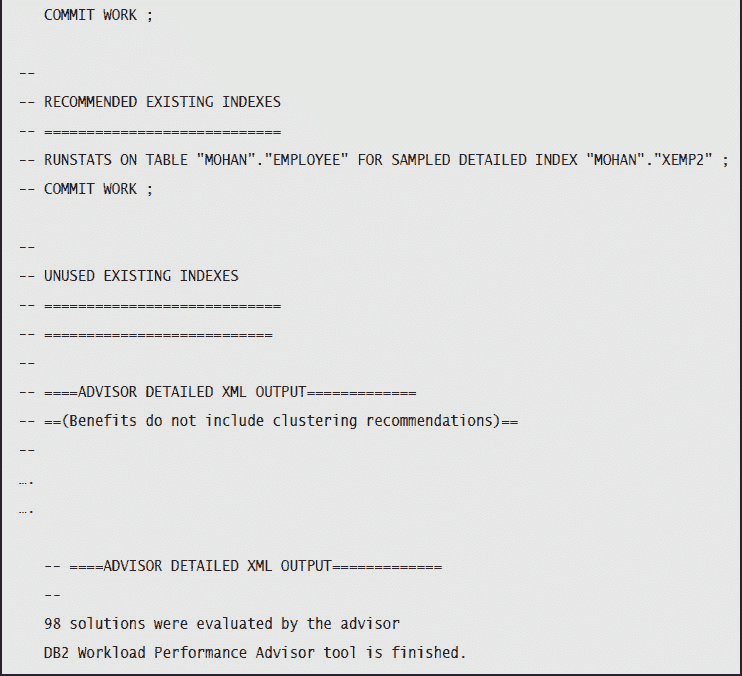 COMMIT WORK ;
--
-- RECOMMENDED EXISTING INDEXES
-- ============================
-- RUNSTATS ON TABLE "MOHAN"."EMPLOYEE" FOR SAMPLED DETAILED INDEX "MOHAN"."XEMP2" ;
-- COMMIT WORK ;
--
-- UNUSED EXISTING INDEXES
-- ============================
-- ===========================
--
-- ====ADVISOR DETAILED XML OUTPUT=============
-- ==(Benefits do not include clustering recommendations)==
--
….
….
-- ====ADVISOR DETAILED XML OUTPUT=============
--
98 solutions were evaluated by the advisor
DB2 Workload Performance Advisor tool is finished.